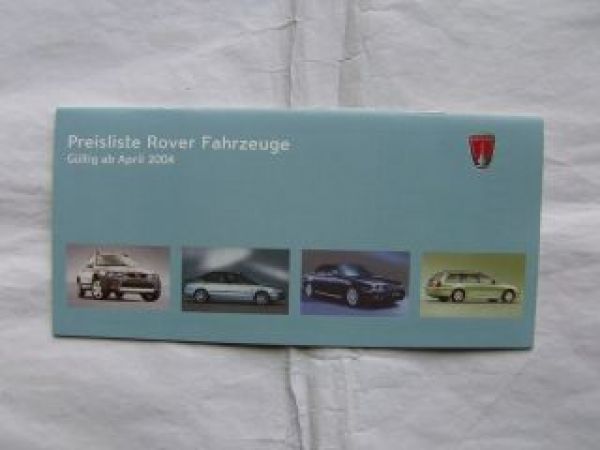 Preisliste Rover Fahrzeuge
Gültig ab April 2004